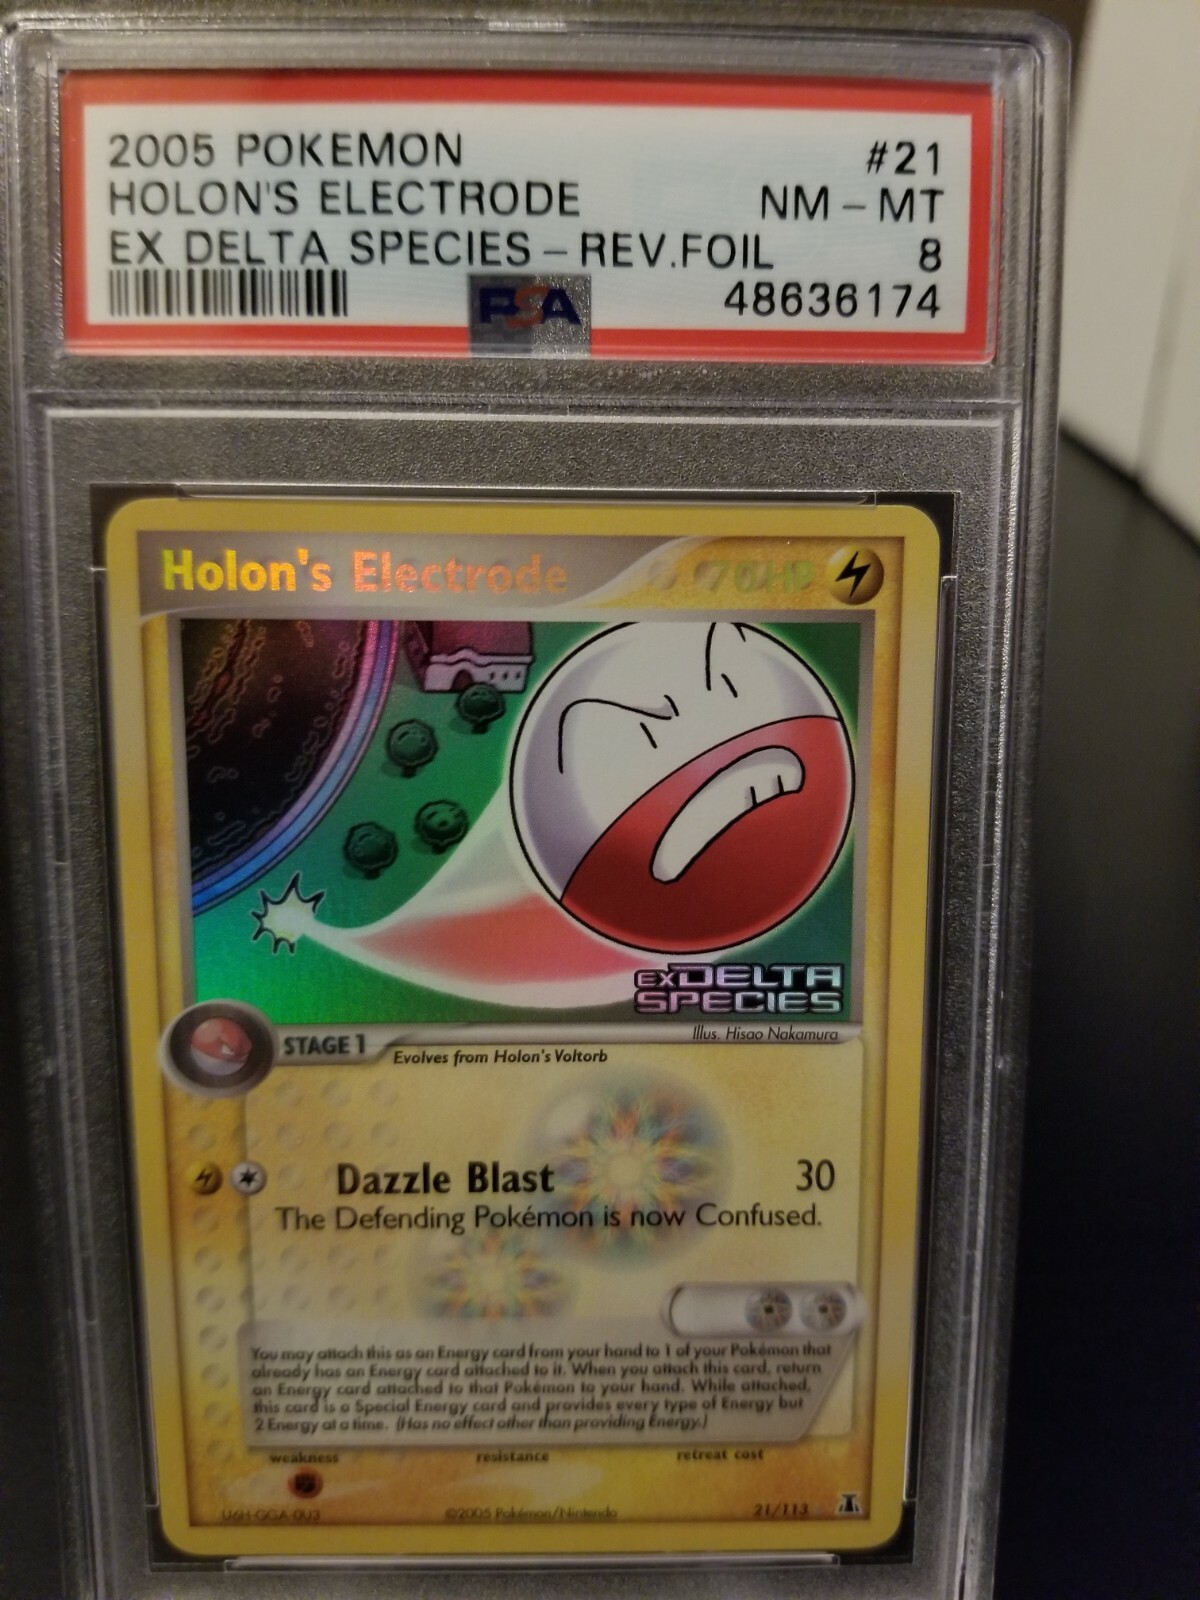 2005 POKEMON #21
HOLON'S ELECTRODE NM - MT
EX DELTA SPECIES - REV.FOIL 8
PSA 48636174
Holon's Electrode 70 HP
EX DELTA
SPECIES
Illus. Hisao Nakamura
STAGE 1
Evolves from Holon's Voltorb
Dazzle Blast 30
The Defending Pokémon is now Confused.
You may attach this as an Energy card from your hand to 1 of your Pokémon that
already has an Energy card attached to it. When you attach this card, return
an Energy card attached to that Pokémon to your hand. While attached,
this card is a Special Energy card and provides every type of Energy but
2 Energy at a time. (Has no effect other than providing Energy.)
weakness resistance retreat cost
U6H-GGA-0U3 ©2005 Pokémon/Nintendo 21/113